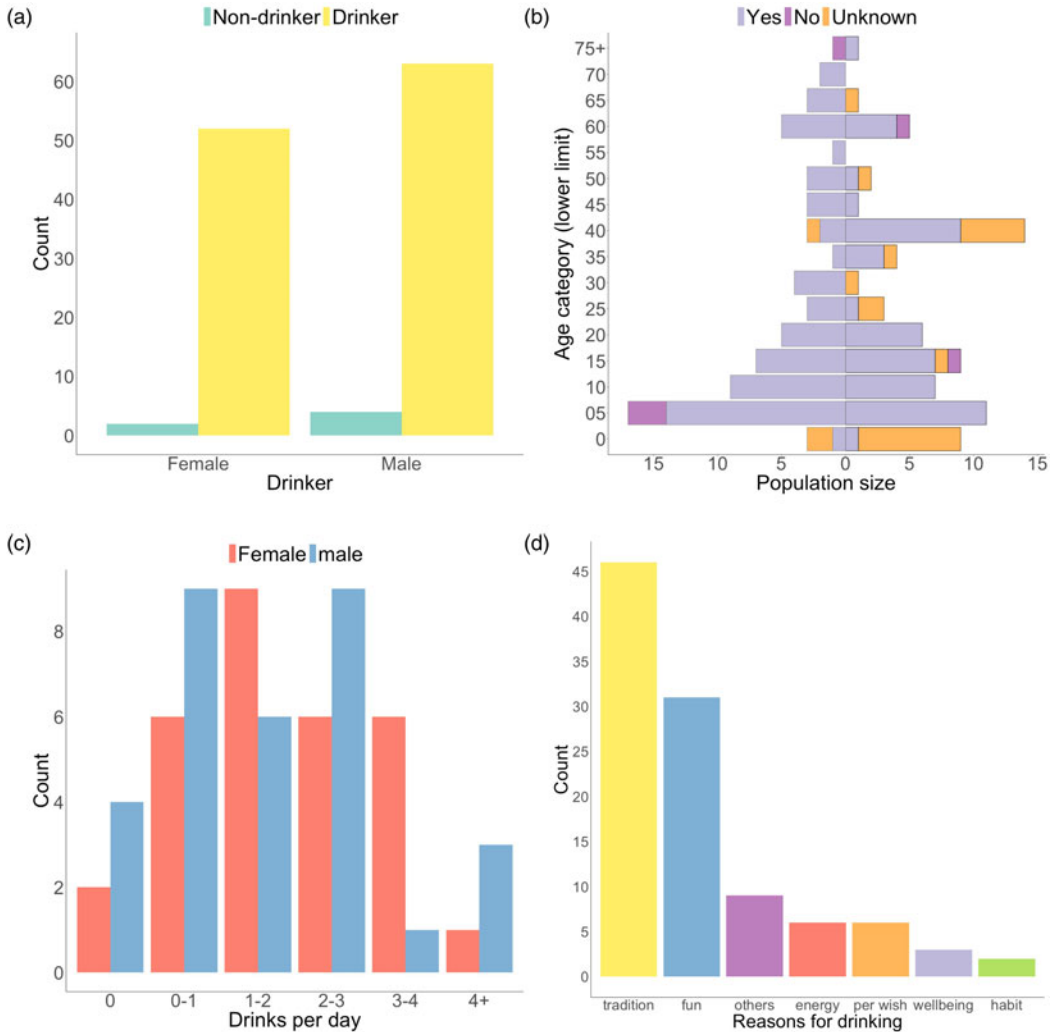 (a)
Non-drinker Drinker
60
50
40
30
20
10
0
Count
Female Male
Drinker
(b)
Yes No Unknown
75+
70
65
60
55
50
45
40
35
30
25
20
15
10
05
0
Age category (lower limit)
15 10 5 0 5 10 15
Population size
(c)
Female male
8
6
4
2
0
Count
0 0-1 1-2 2-3 3-4 4+
Drinks per day
(d)
45
40
35
30
25
20
15
10
5
0
Count
tradition fun others energy per wish wellbeing habit
Reasons for drinking